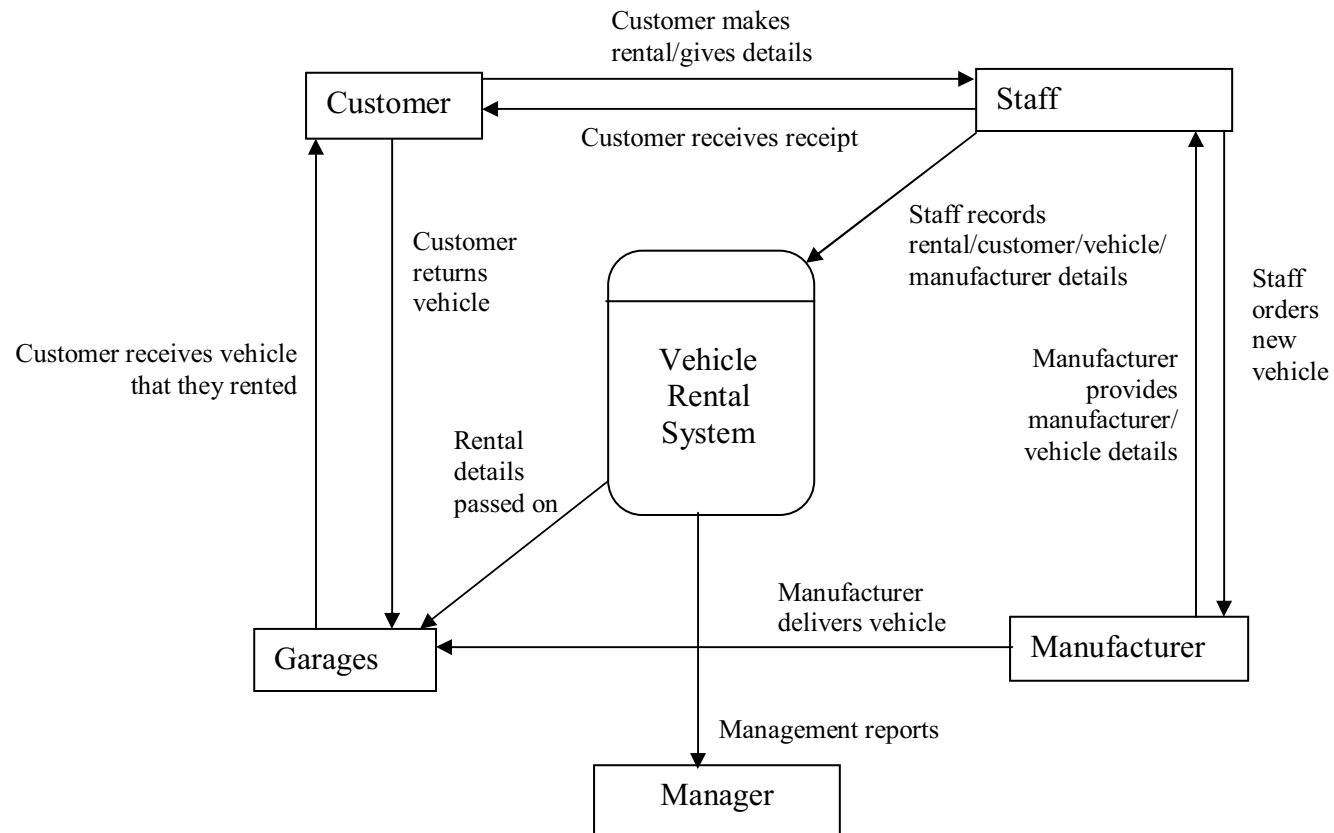 Customer makes
rental/gives details
Customer
Staff
Customer receives receipt
Staff records
rental/customer/vehicle/
manufacturer details
Customer
returns
vehicle
Staff
orders
new
vehicle
Customer receives vehicle
that they rented
Vehicle
Rental
System
Manufacturer
provides
manufacturer/
vehicle details
Rental
details
passed on
Manufacturer
delivers vehicle
Garages
Manufacturer
Management reports
Manager